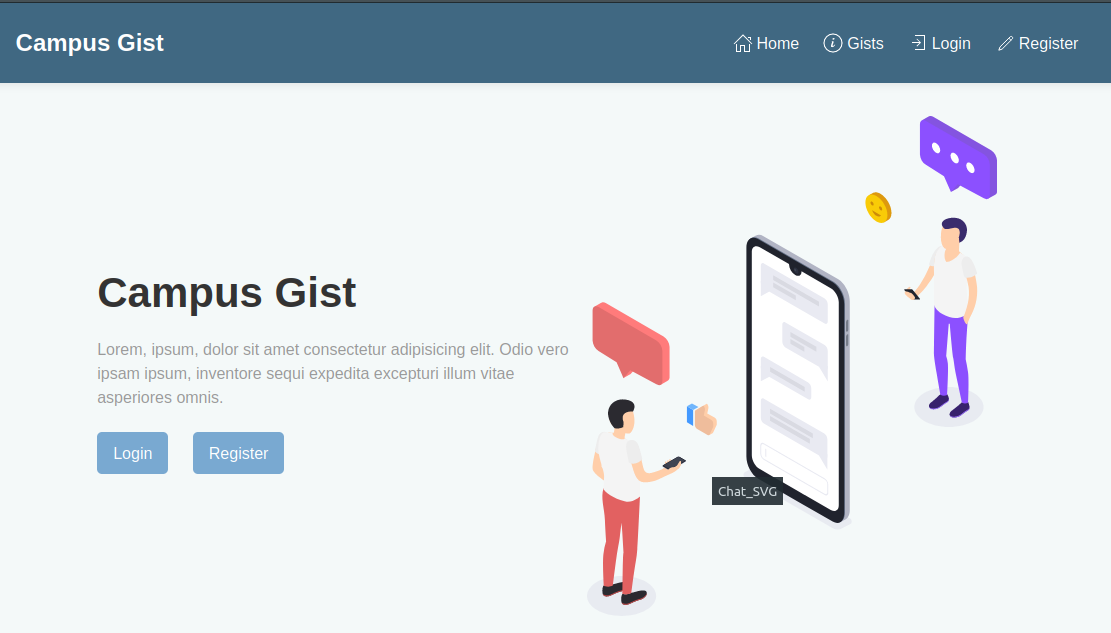 Campus Gist
Home
Gists
Login
Register
Campus Gist
Lorem, ipsum, dolor sit amet consectetur adipisicing elit. Odio vero
ipsam ipsum, inventore sequi expedita excepturi illum vitae
asperiores omnis.
Login
Register
Chat_SVG